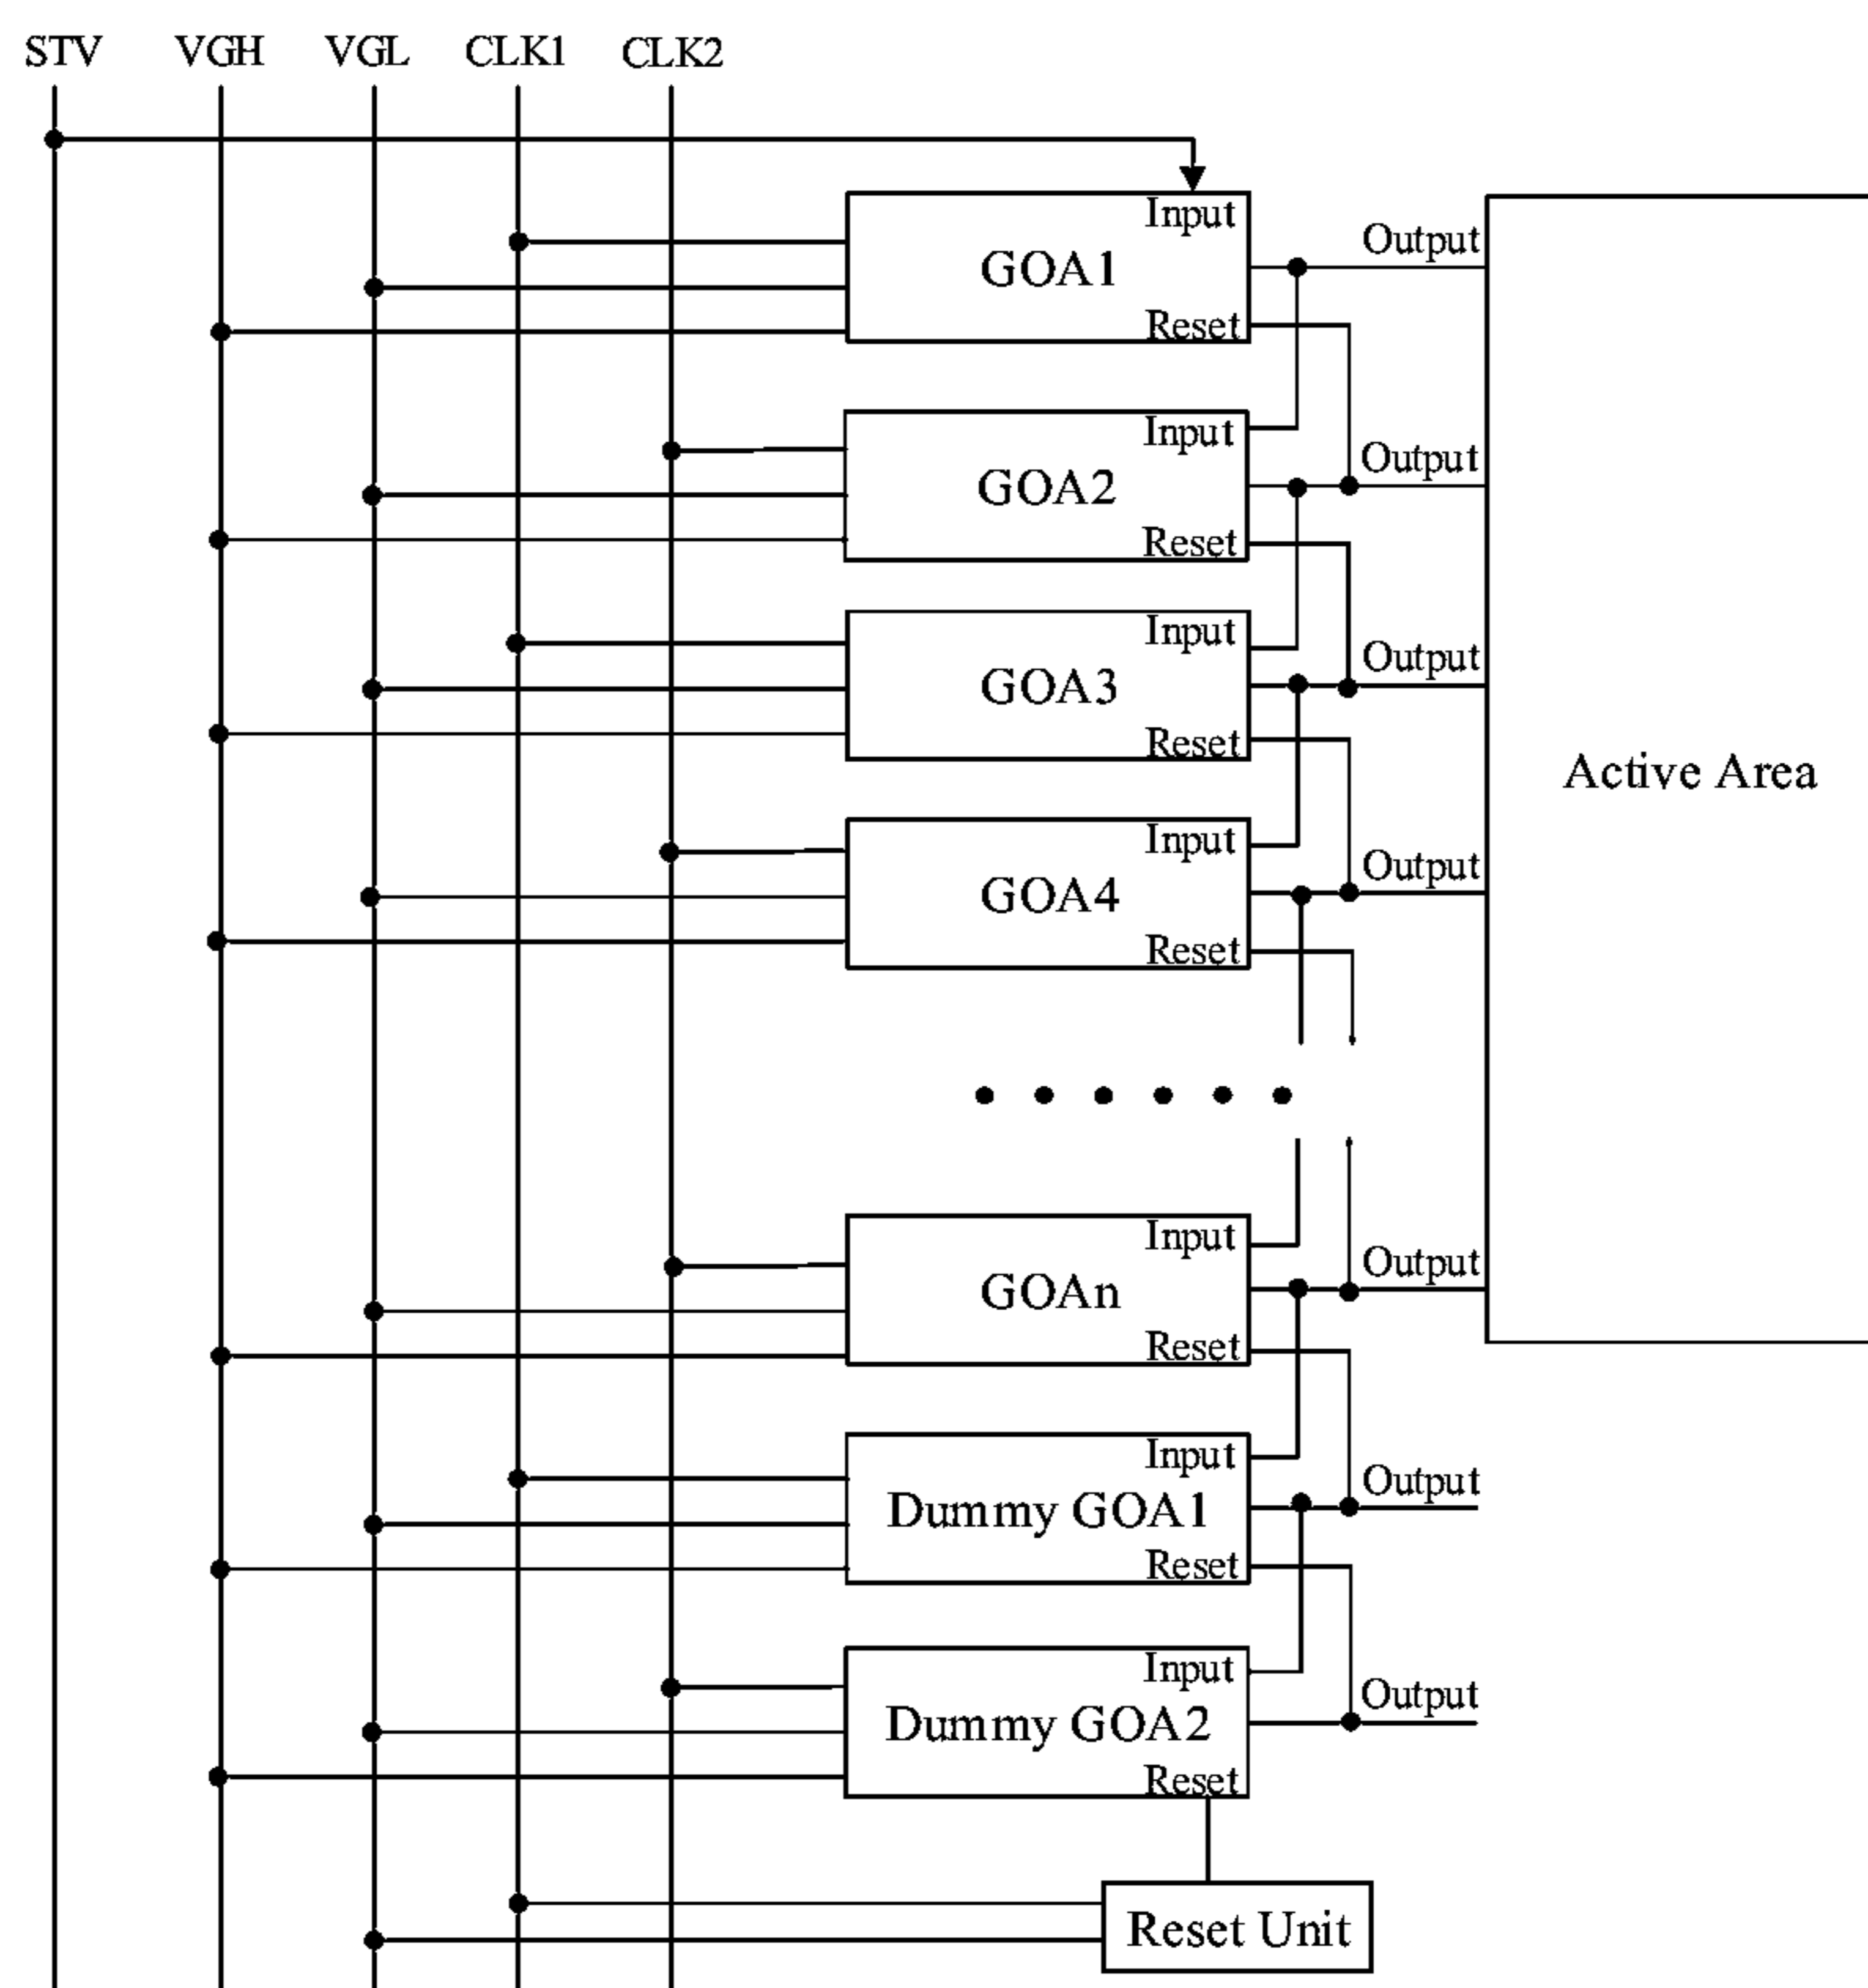 STV VGH VGL CLK1 CLK2
Input
Output
GOA1
Reset
Input
Output
GOA2
Reset
Input
Output
GOA3
Reset
Active Area
Input
Output
GOA4
Reset
Input
Output
GOAn
Reset
Input
Output
Dummy GOA1
Reset
Input
Output
Dummy GOA2
Reset
Reset Unit